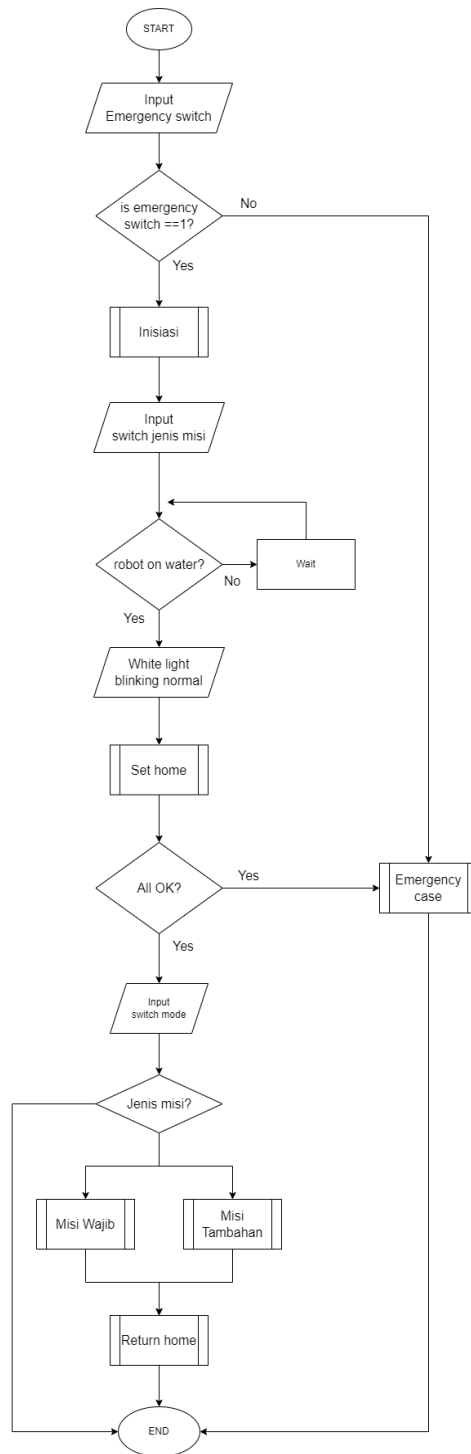 START
Input
Emergency switch
is emergency
switch ==1?
No
Yes
Inisiasi
Input
switch jenis misi
robot on water?
No
Wait
Yes
White light
blinking normal
Set home
All OK?
Yes
Emergency
case
Yes
Input
switch mode
Jenis misi?
Misi Wajib
Misi
Tambahan
Return home
END